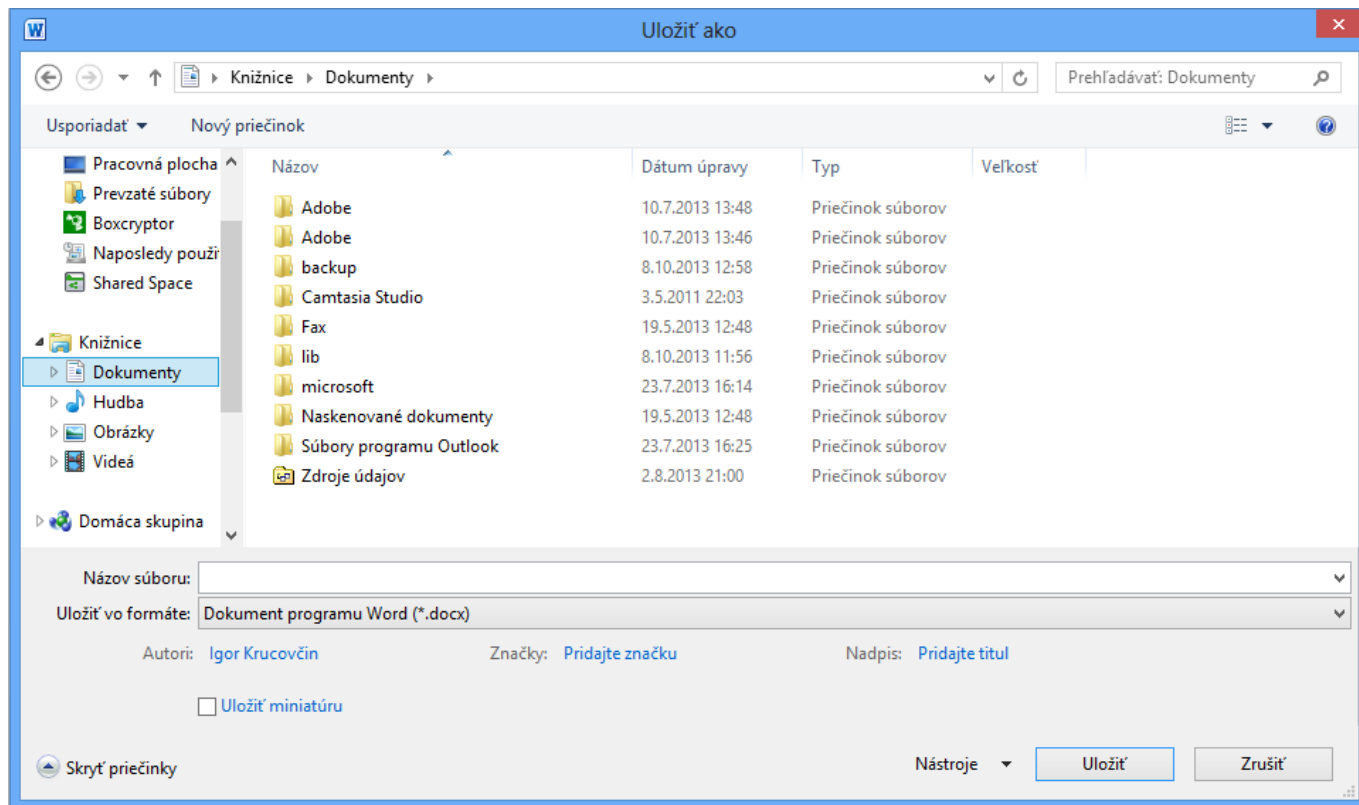 Uložiť ako
Knižnice Dokumenty
Prehľadávať: Dokumenty
Usporiadať Nový priečinok
Pracovná plocha
Prevzaté súbory
Boxcryptor
Naposledy použi
Shared Space
Knižnice
Dokumenty
Hudba
Obrázky
Videá
Domáca skupina
Názov Dátum úpravy Typ Veľkosť
Adobe 10.7.2013 13:48 Priečinok súborov
Adobe 10.7.2013 13:46 Priečinok súborov
backup 8.10.2013 12:58 Priečinok súborov
Camtasia Studio 3.5.2011 22:03 Priečinok súborov
Fax 19.5.2013 12:48 Priečinok súborov
lib 8.10.2013 11:56 Priečinok súborov
microsoft 23.7.2013 16:14 Priečinok súborov
Naskenované dokumenty 19.5.2013 12:48 Priečinok súborov
Súbory programu Outlook 23.7.2013 16:25 Priečinok súborov
Zdroje údajov 2.8.2013 21:00 Priečinok súborov
Názov súboru:
Uložiť vo formáte: Dokument programu Word (*.docx)
Autori: Igor Krucovčin Značky: Pridajte značku Nadpis: Pridajte titul
Uložiť miniatúru
Skryť priečinky Nástroje Uložiť Zrušiť